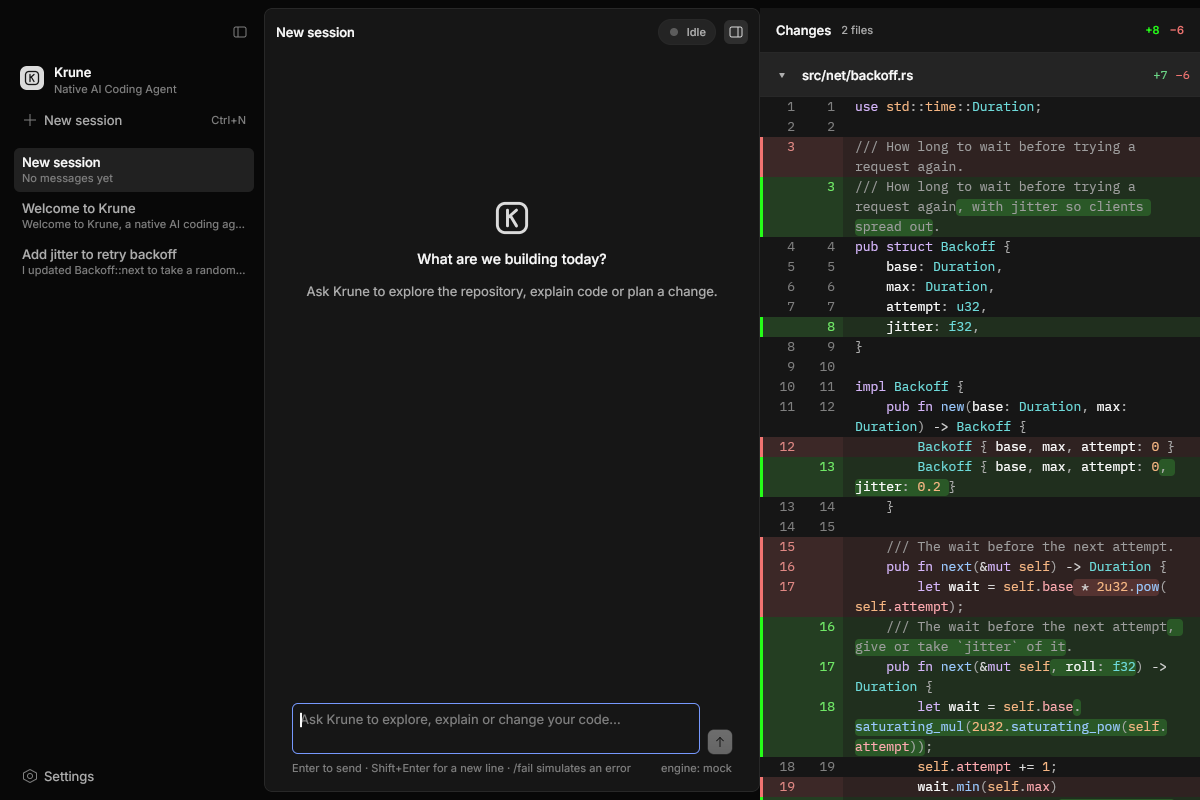 Krune
Native AI Coding Agent
New session
Ctrl+N
New session
No messages yet
Welcome to Krune
Welcome to Krune, a native AI coding ag...
Add jitter to retry backoff
I updated Backoff::next to take a random...
Settings
New session
Idle
K
What are we building today?
Ask Krune to explore the repository, explain code or plan a change.
Ask Krune to explore, explain or change your code...
Enter to send · Shift+Enter for a new line · /fail simulates an error
engine: mock
Changes 2 files
+8 −6
src/net/backoff.rs
+7 −6
1 1 use std::time::Duration;
2 2
3 /// How long to wait before trying a
request again.
3 /// How long to wait before trying a
request again, with jitter so clients
spread out.
4 4 pub struct Backoff {
5 5 base: Duration,
6 6 max: Duration,
7 7 attempt: u32,
8 jitter: f32,
8 9 }
9 10
10 11 impl Backoff {
11 12 pub fn new(base: Duration, max:
Duration) -> Backoff {
12 Backoff { base, max, attempt: 0 }
13 Backoff { base, max, attempt: 0,
jitter: 0.2 }
13 14 }
14 15
15 /// The wait before the next attempt.
16 pub fn next(&mut self) -> Duration {
17 let wait = self.base * 2u32.pow(
self.attempt);
16 /// The wait before the next attempt,
give or take `jitter` of it.
17 pub fn next(&mut self, roll: f32) ->
Duration {
18 let wait = self.base.
saturating_mul(2u32.saturating_pow(self.
attempt));
18 19 self.attempt += 1;
19 wait.min(self.max)